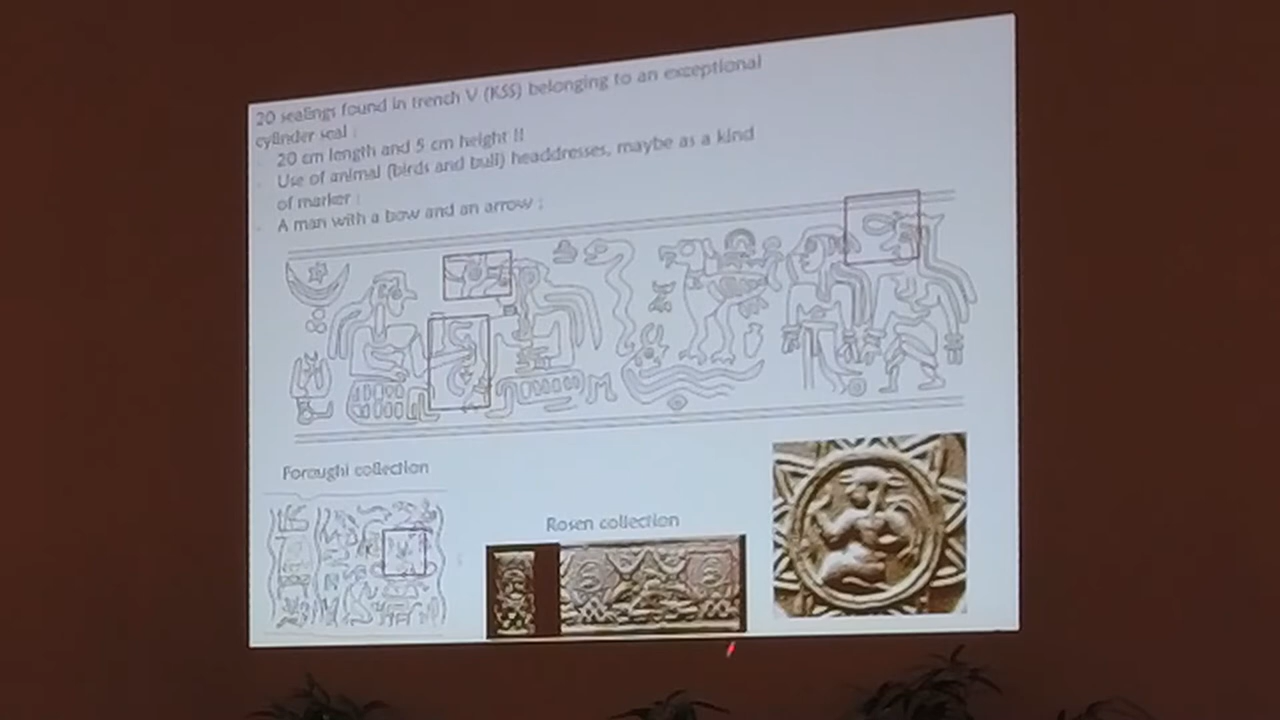 20 sealings found in trench V (KSS) belonging to an exceptional
cylinder seal :
20 cm length and 5 cm height !!
Use of animal (birds and bull) headdresses, maybe as a kind
of marker ;
A man with a bow and an arrow ;
Foroughi collection
Rosen collection